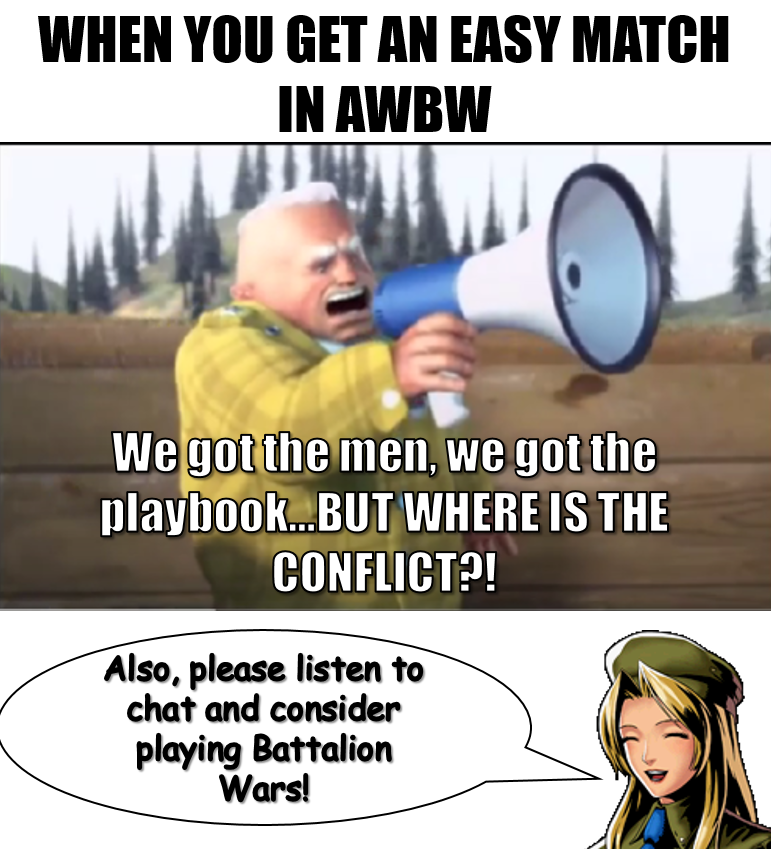 WHEN YOU GET AN EASY MATCH
IN AWBW
We got the men, we got the
playbook...BUT WHERE IS THE
CONFLICT?!
Also, please listen to
chat and consider
playing Battalion
Wars!